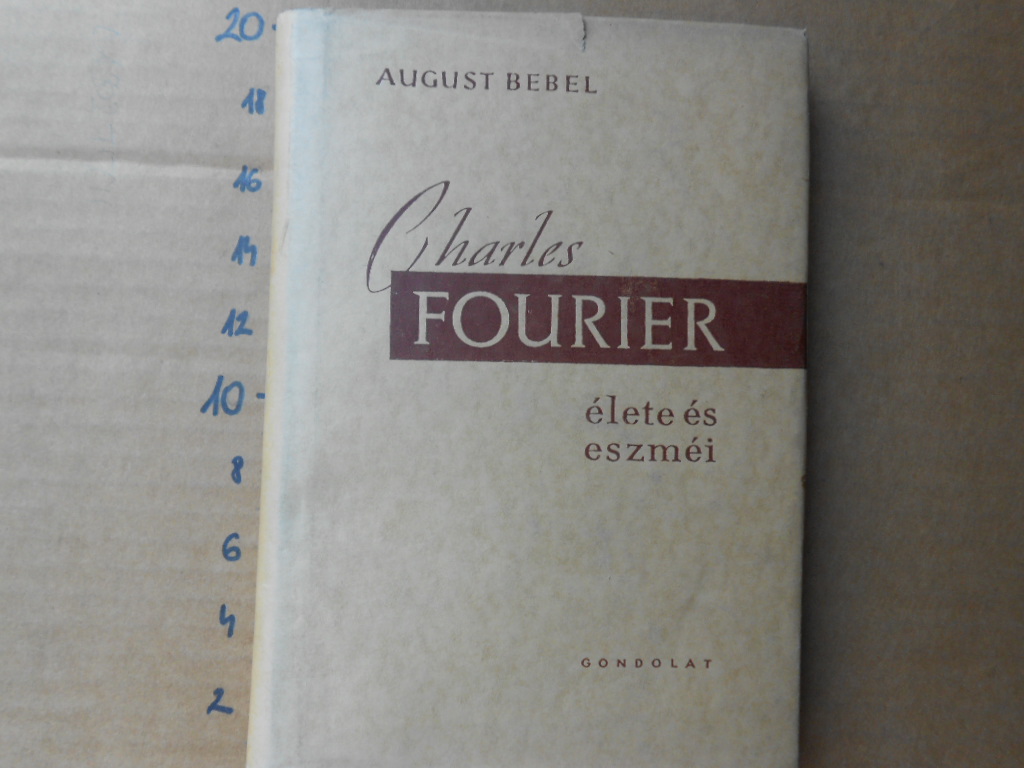 20
18
16
14
12
10
8
6
4
2
AUGUST BEBEL
Charles
FOURIER
élete és
eszméi
GONDOLAT